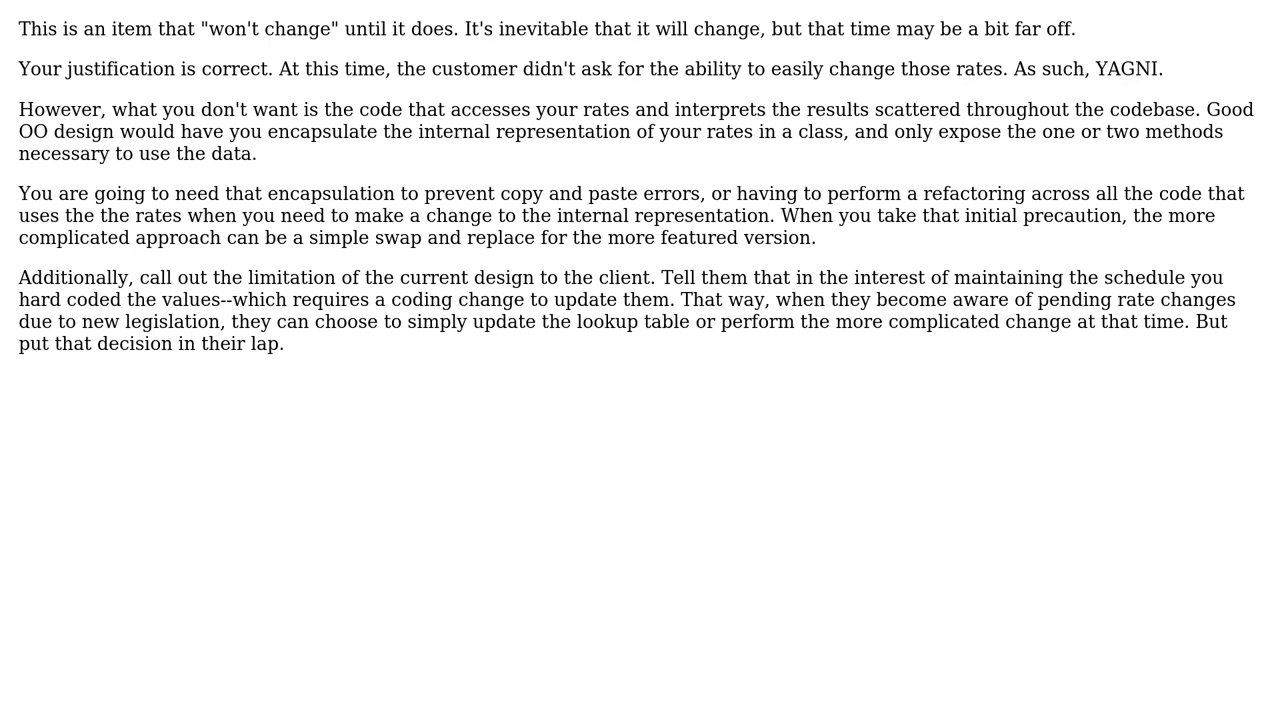 This is an item that "won't change" until it does. It's inevitable that it will change, but that time may be a bit far off.
Your justification is correct. At this time, the customer didn't ask for the ability to easily change those rates. As such, YAGNI.
However, what you don't want is the code that accesses your rates and interprets the results scattered throughout the codebase. Good
OO design would have you encapsulate the internal representation of your rates in a class, and only expose the one or two methods
necessary to use the data.
You are going to need that encapsulation to prevent copy and paste errors, or having to perform a refactoring across all the code that
uses the the rates when you need to make a change to the internal representation. When you take that initial precaution, the more
complicated approach can be a simple swap and replace for the more featured version.
Additionally, call out the limitation of the current design to the client. Tell them that in the interest of maintaining the schedule you
hard coded the values--which requires a coding change to update them. That way, when they become aware of pending rate changes
due to new legislation, they can choose to simply update the lookup table or perform the more complicated change at that time. But
put that decision in their lap.